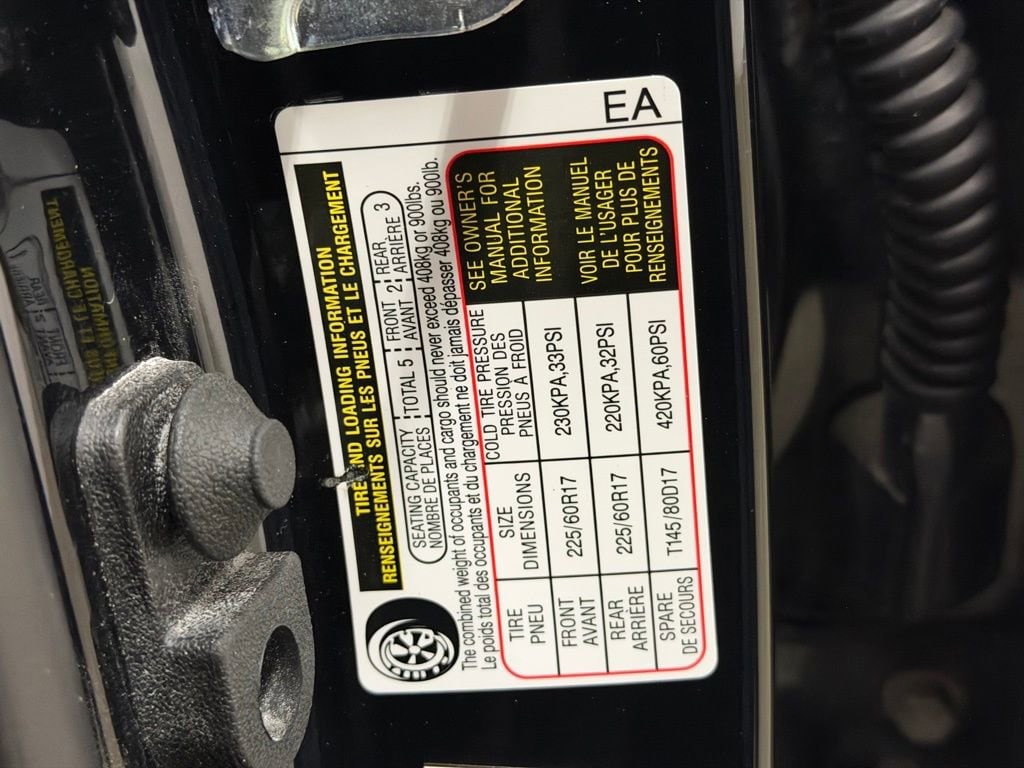 TIRE AND LOADING INFORMATION
RENSEIGNEMENTS SUR LES PNEUS ET LE CHARGEMENT
SEATING CAPACITY TOTAL 5 FRONT 2 REAR 3
NOMBRE DE PLACES AVANT ARRIÈRE
The combined weight of occupants and cargo should never exceed 408kg or 900lbs.
Le poids total des occupants et du chargement ne doit jamais dépasser 408kg ou 900lb.
TIRE SIZE COLD TIRE PRESSURE
PNEU DIMENSIONS PRESSION DES
PNEUS A FROID
FRONT 225/60R17 230KPA,33PSI
AVANT
REAR 225/60R17 220KPA,32PSI
ARRIÈRE
SPARE T145/80D17 420KPA,60PSI
DE SECOURS
SEE OWNER'S
MANUAL FOR
ADDITIONAL
INFORMATION
VOIR LE MANUEL
DE L'USAGER
POUR PLUS DE
RENSEIGNEMENTS
EA